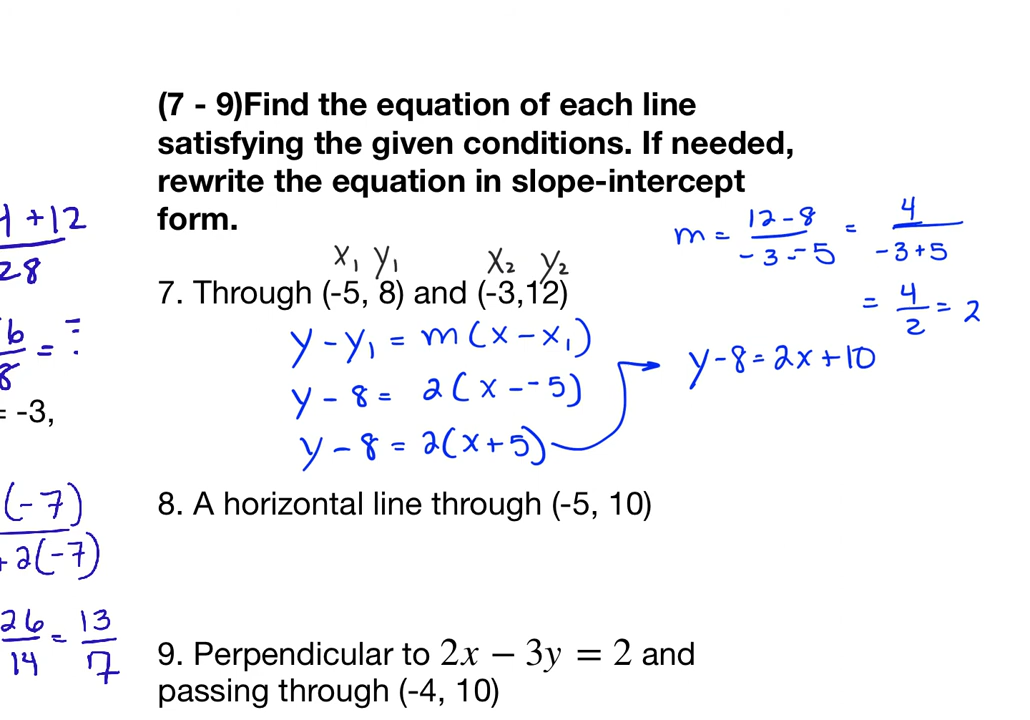 (7 - 9)Find the equation of each line
satisfying the given conditions. If needed,
rewrite the equation in slope-intercept
form.
+12
28
m = 12-8 / -3--5 = 4 / -3+5
= 4/2 = 2
x₁ y₁ x₂ y₂
7. Through (-5, 8) and (-3,12)
y - y₁ = m(x - x₁)
y - 8 = 2(x--5)
y - 8 = 2(x+5)
y-8=2x+10
= -3,
8. A horizontal line through (-5, 10)
(-7)
+2(-7)
26/14 = 13/7
9. Perpendicular to 2x − 3y = 2 and
passing through (-4, 10)